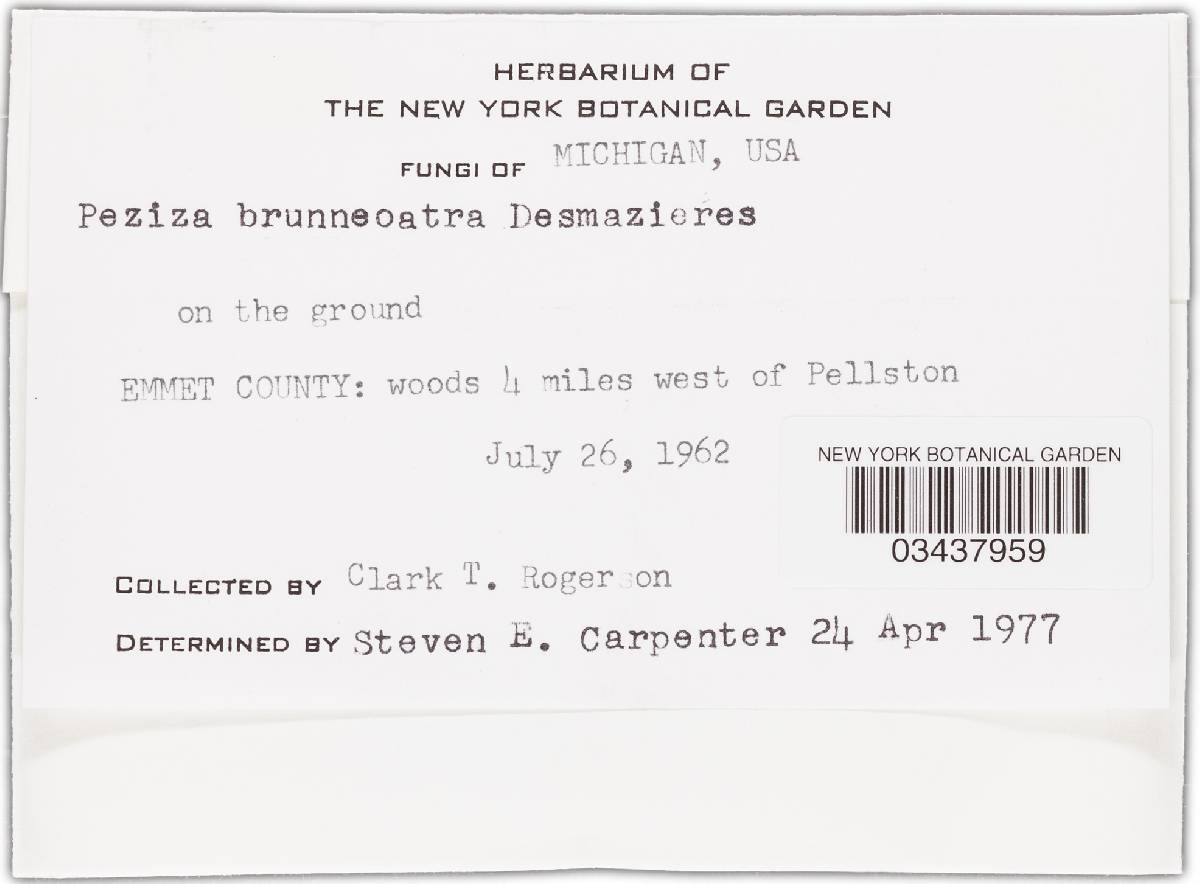 HERBARIUM OF
THE NEW YORK BOTANICAL GARDEN
FUNGI OF MICHIGAN, USA
Peziza brunneoatra Desmazieres
on the ground
EMMET COUNTY: woods 4 miles west of Pellston
July 26, 1962
NEW YORK BOTANICAL GARDEN
03437959
COLLECTED BY Clark T. Rogerson
DETERMINED BY Steven E. Carpenter 24 Apr 1977